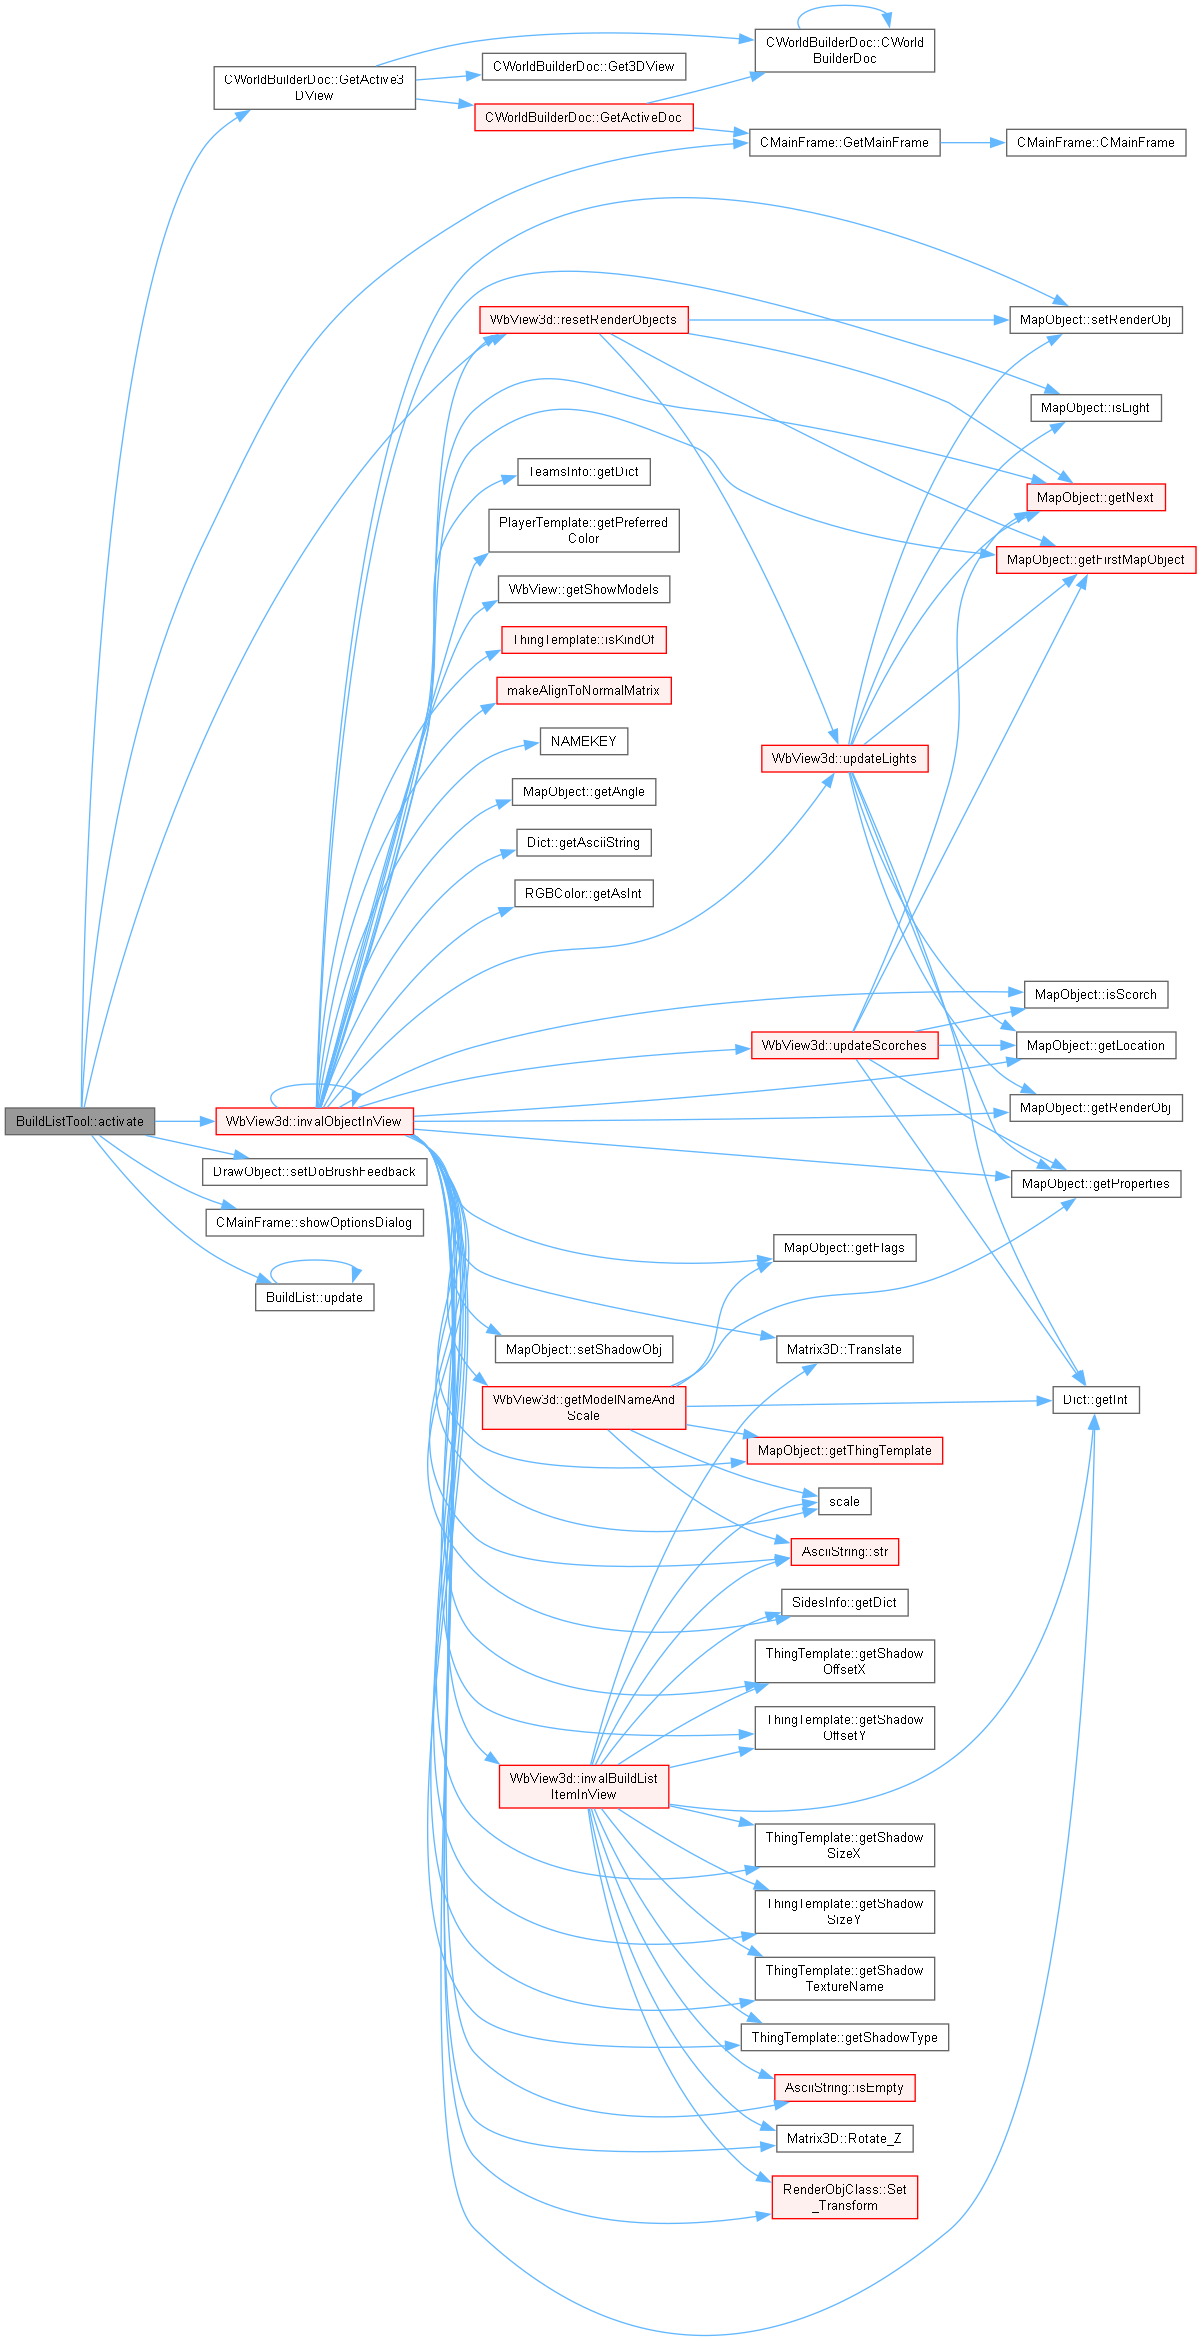 CWorldBuilderDoc::CWorld
BuilderDoc
CWorldBuilderDoc::GetActive3
DView
CWorldBuilderDoc::Get3DView
CWorldBuilderDoc::GetActiveDoc
CMainFrame::GetMainFrame
CMainFrame::CMainFrame
WbView3d::resetRenderObjects
MapObject::setRenderObj
MapObject::isLight
TeamsInfo::getDict
MapObject::getNext
PlayerTemplate::getPreferred
Color
MapObject::getFirstMapObject
WbView::getShowModels
ThingTemplate::isKindOf
makeAlignToNormalMatrix
NAMEKEY
WbView3d::updateLights
MapObject::getAngle
Dict::getAsciiString
RGBColor::getAsInt
MapObject::isScorch
WbView3d::updateScorches
MapObject::getLocation
MapObject::getRenderObj
BuildListTool::activate
WbView3d::invalObjectInView
DrawObject::setDoBrushFeedback
MapObject::getProperties
CMainFrame::showOptionsDialog
MapObject::getFlags
BuildList::update
MapObject::setShadowObj
Matrix3D::Translate
WbView3d::getModelNameAnd
Scale
Dict::getInt
MapObject::getThingTemplate
scale
AsciiString::str
SidesInfo::getDict
ThingTemplate::getShadow
OffsetX
ThingTemplate::getShadow
OffsetY
WbView3d::invalBuildList
ItemInView
ThingTemplate::getShadow
SizeX
ThingTemplate::getShadow
SizeY
ThingTemplate::getShadow
TextureName
ThingTemplate::getShadowType
AsciiString::isEmpty
Matrix3D::Rotate_Z
RenderObjClass::Set
_Transform